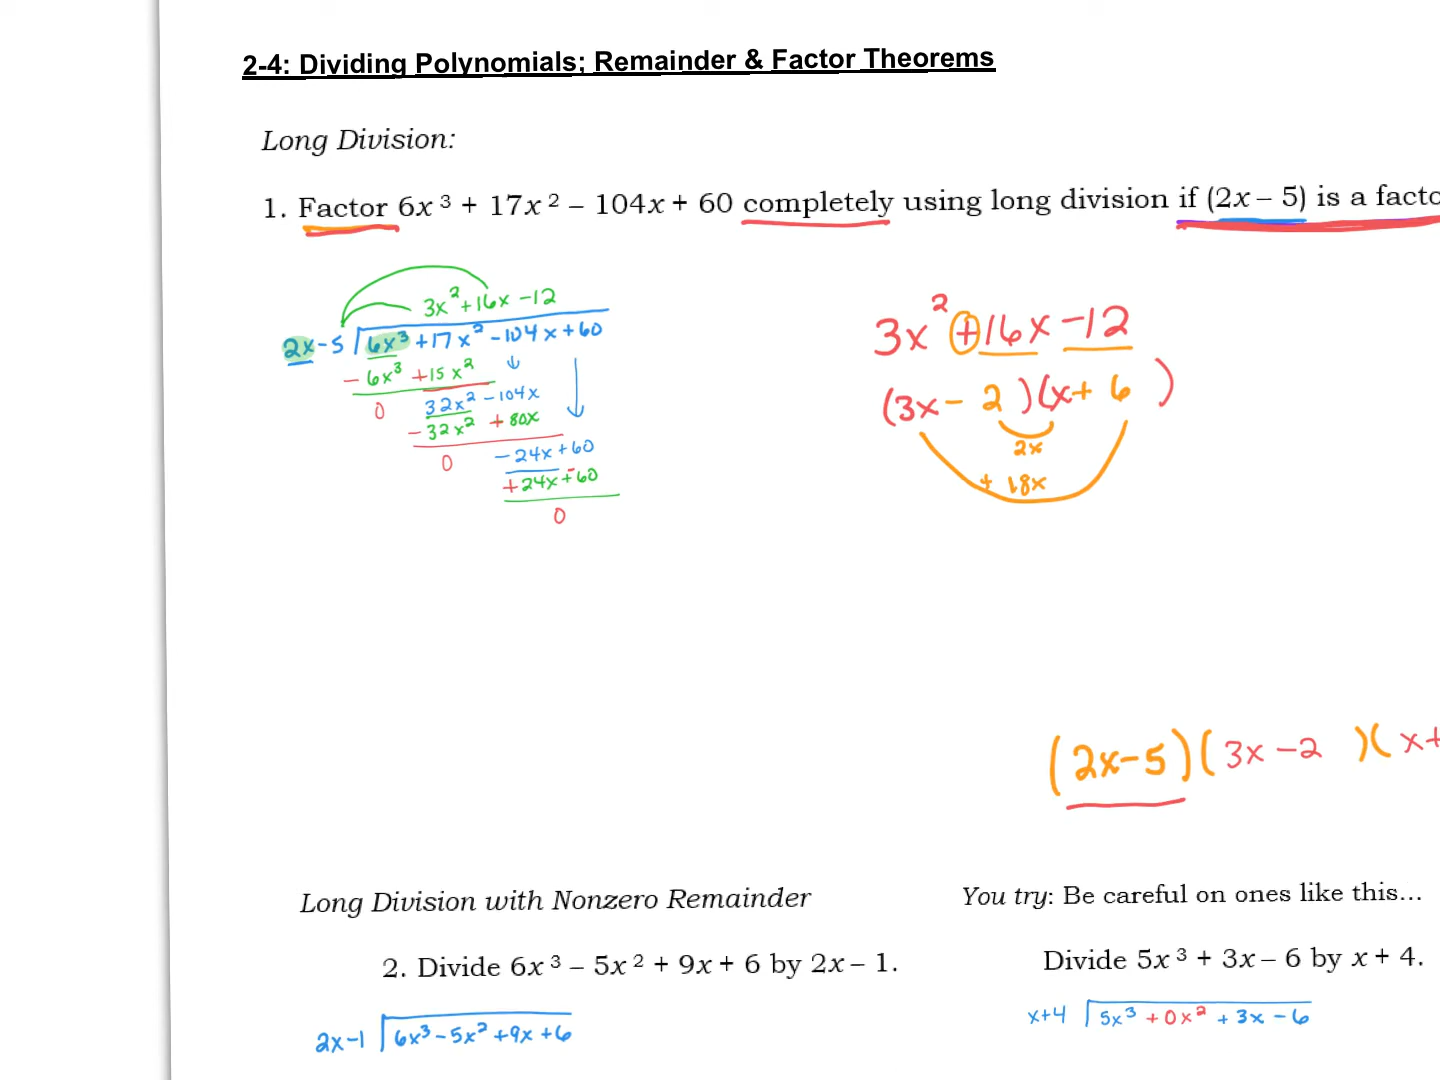 2-4: Dividing Polynomials; Remainder & Factor Theorems
Long Division:
1. Factor 6x³ + 17x² – 104x + 60 completely using long division if (2x – 5) is a facto
3x² + 16x - 12
2x - 5 6x³ + 17x² - 104x + 60
- 6x³ + 15x²
0 32x² - 104x
- 32x² + 80x
0 - 24x + 60
+ 24x - 60
0
3x² + 16x - 12
(3x - 2)(x + 6)
2x
+ 18x
(2x - 5)(3x - 2)(x +
Long Division with Nonzero Remainder
2. Divide 6x³ – 5x² + 9x + 6 by 2x – 1.
2x - 1 6x³ - 5x² + 9x + 6
You try: Be careful on ones like this...
Divide 5x³ + 3x – 6 by x + 4.
x + 4 5x³ + 0x² + 3x - 6